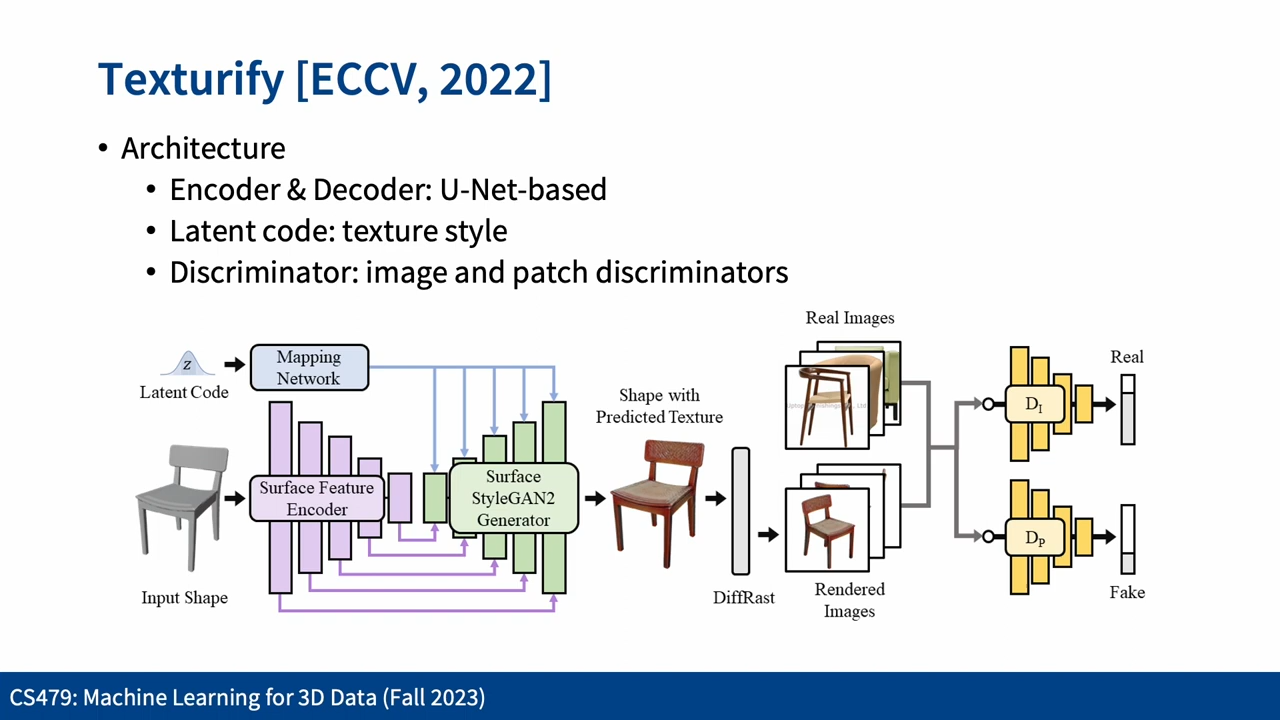 Texturify [ECCV, 2022]
• Architecture
• Encoder & Decoder: U-Net-based
• Latent code: texture style
• Discriminator: image and patch discriminators
Real Images
z
Latent Code
Mapping
Network
Shape with
Predicted Texture
Real
D_I
Surface Feature
Encoder
Surface
StyleGAN2
Generator
D_P
Input Shape
DiffRast
Rendered
Images
Fake
CS479: Machine Learning for 3D Data (Fall 2023)